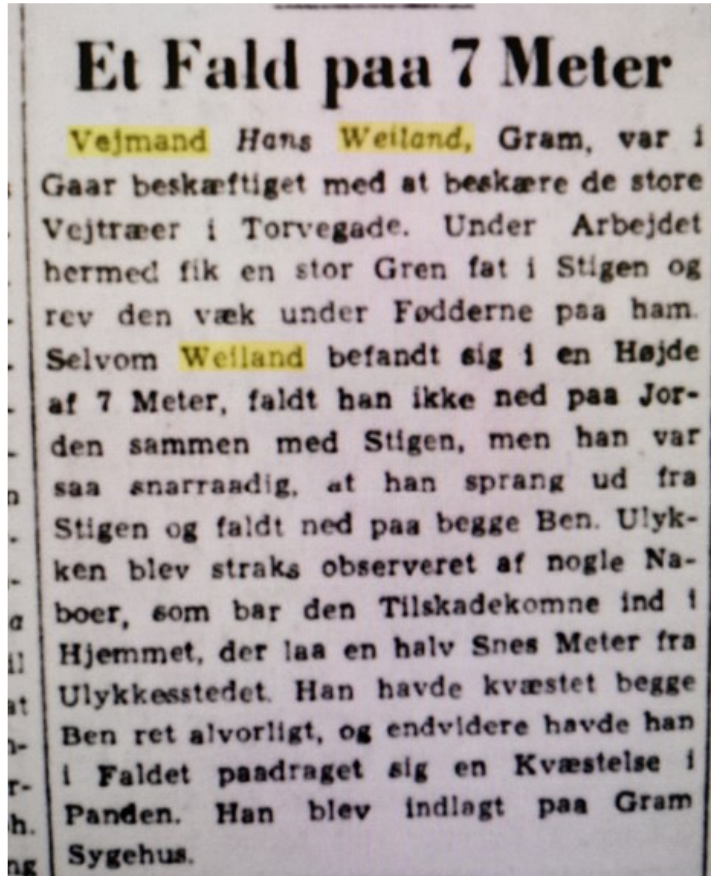 Et Fald paa 7 Meter
Vejmand Hans Weiland, Gram, var i
Gaar beskæftiget med at beskære de store
Vejtræer i Torvegade. Under Arbejdet
hermed fik en stor Gren fat i Stigen og
rev den væk under Fødderne paa ham.
Selvom Weiland befandt sig i en Højde
af 7 Meter, faldt han ikke ned paa Jor-
den sammen med Stigen, men han var
saa snarraadig, at han sprang ud fra
Stigen og faldt ned paa begge Ben. Ulyk-
ken blev straks observeret af nogle Na-
boer, som bar den Tilskadekomne ind i
Hjemmet, der laa en halv Snes Meter fra
Ulykkesstedet. Han havde kvæstet begge
Ben ret alvorligt, og endvidere havde han
i Faldet paadraget sig en Kvæstelse i
Panden. Han blev indlagt paa Gram
Sygehus.